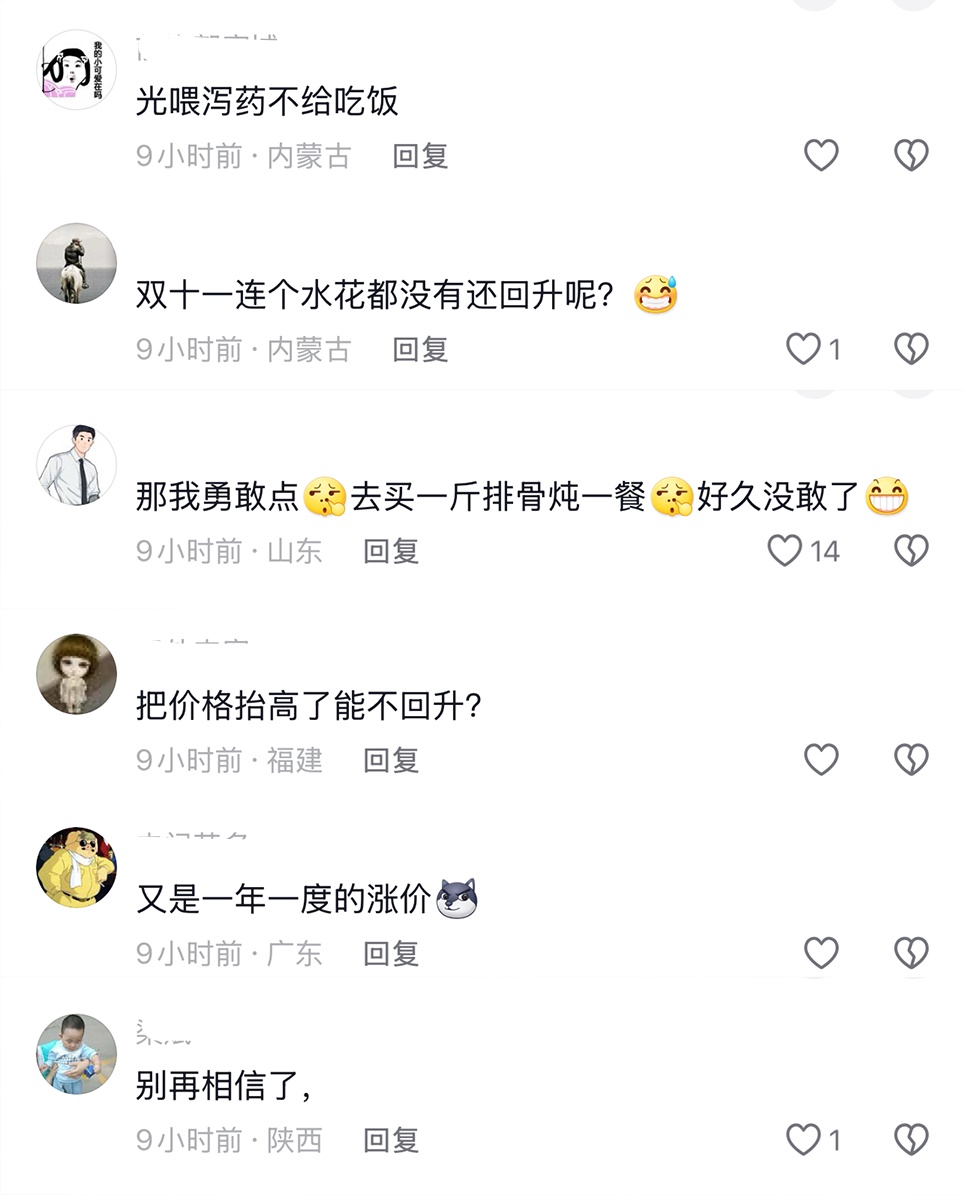 我的小可爱在吗
光喂泻药不给吃饭
9小时前 · 内蒙古 回复
双十一连个水花都没有还回升呢？😅
9小时前 · 内蒙古 回复 1
那我勇敢点😮‍💨去买一斤排骨炖一餐😮‍💨好久没敢了😁
9小时前 · 山东 回复 14
把价格抬高了能不回升？
9小时前 · 福建 回复
又是一年一度的涨价
9小时前 · 广东 回复
别再相信了，
9小时前 · 陕西 回复 1